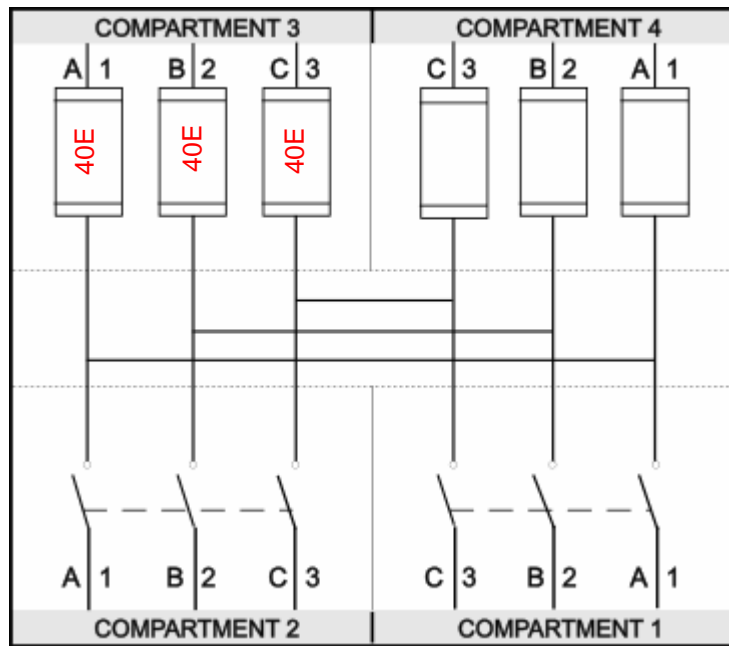 COMPARTMENT 3 COMPARTMENT 4
A 1 B 2 C 3 C 3 B 2 A 1
40E 40E 40E
A 1 B 2 C 3 C 3 B 2 A 1
COMPARTMENT 2 COMPARTMENT 1